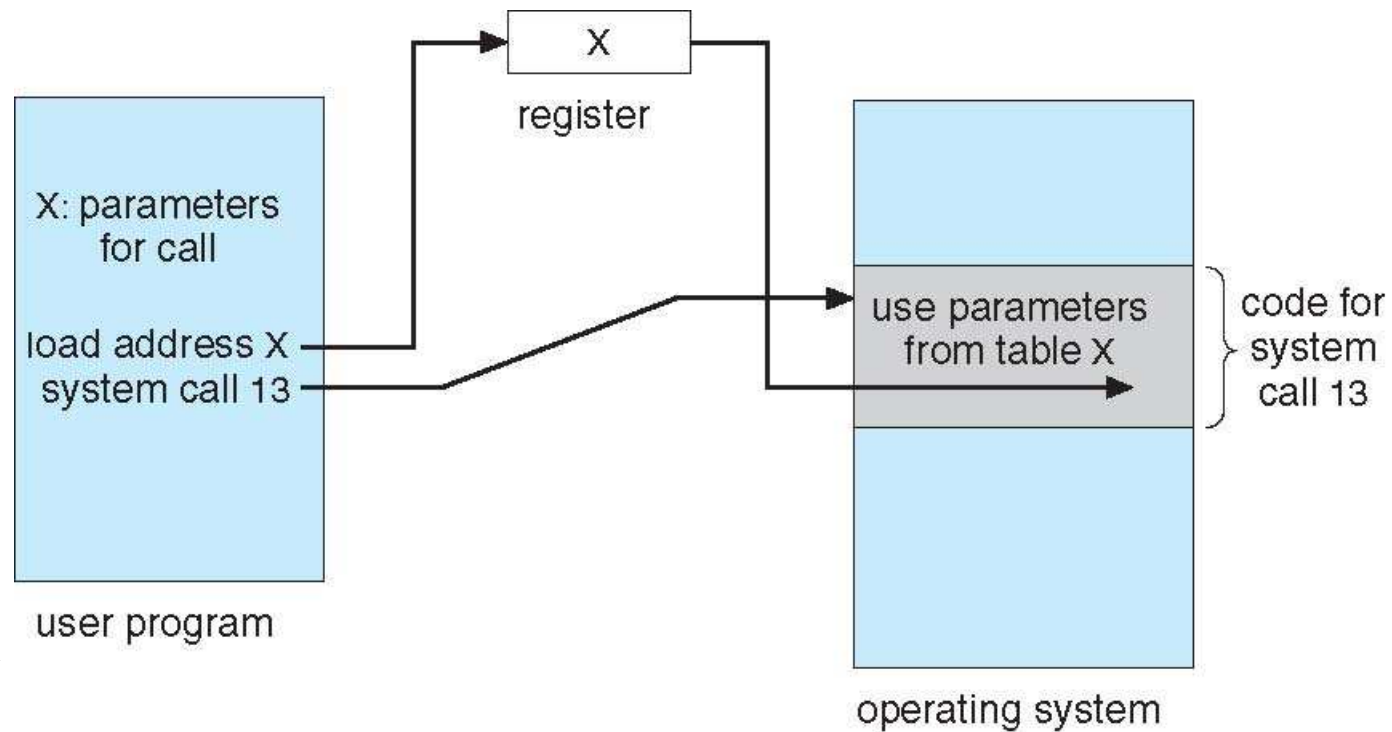 X
register
X: parameters
for call
load address X
system call 13
user program
use parameters
from table X
code for
system
call 13
operating system